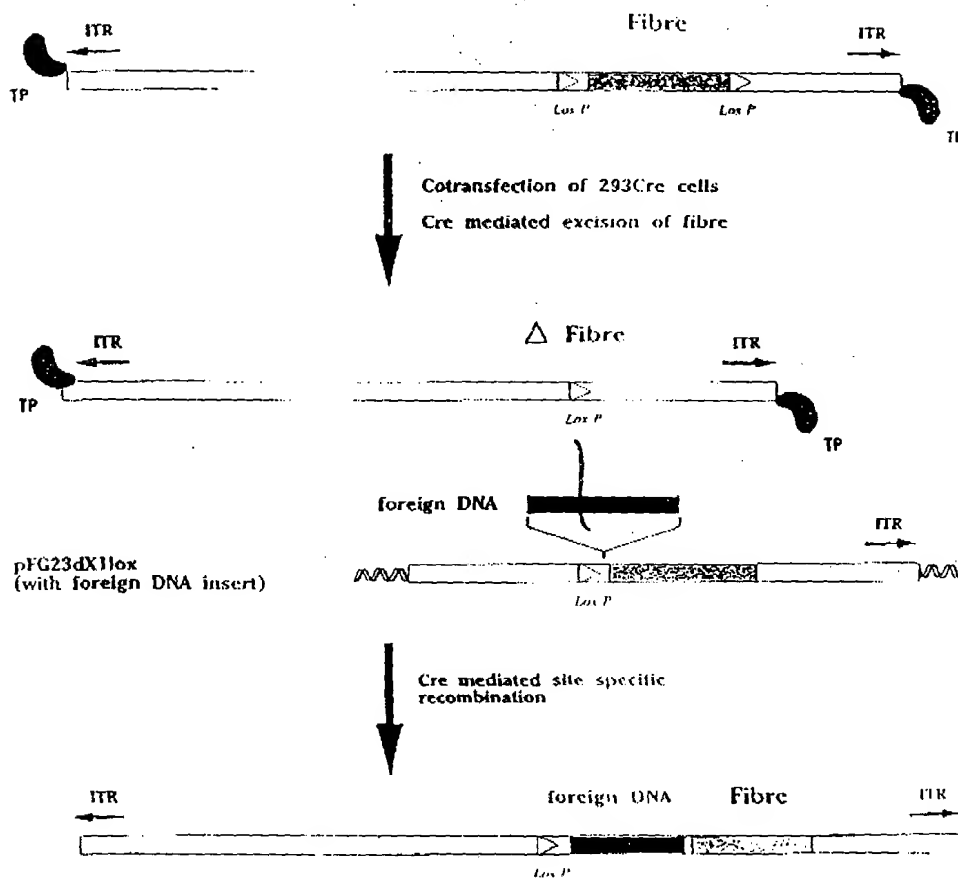 Fibre
ITR
ITR
TP
Lox P
Lox P
TP
Cotransfection of 293Cre cells
Cre mediated excision of fibre
△ Fibre
ITR
ITR
TP
Lox P
TP
foreign DNA
ITR
pFG23dX1lox
(with foreign DNA insert)
Lox P
Cre mediated site specific
recombination
ITR
foreign DNA
Fibre
ITR
Lox P